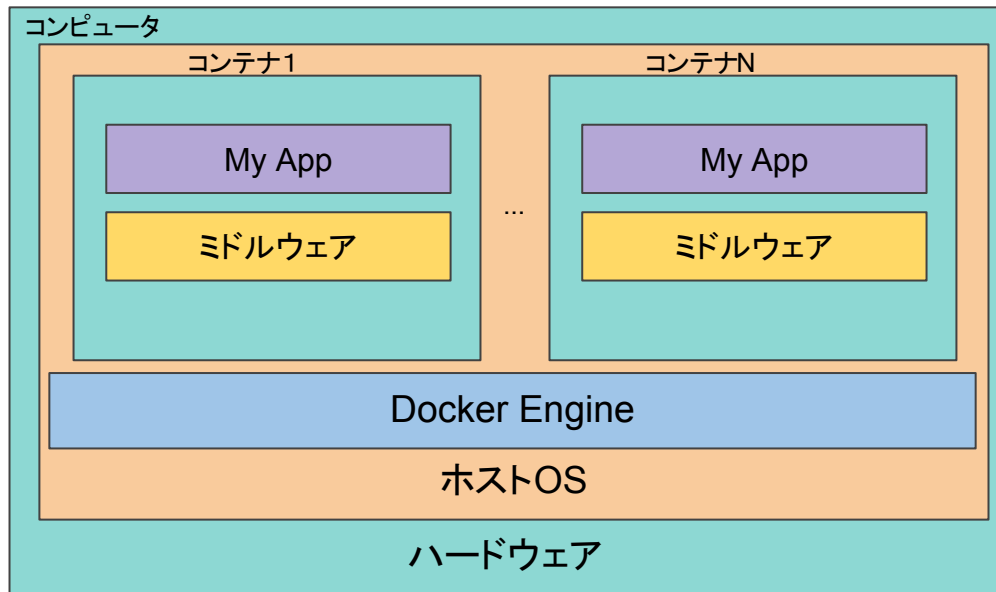 コンピュータ
コンテナ１
コンテナN
My App
My App
...
ミドルウェア
ミドルウェア
Docker Engine
ホストOS
ハードウェア